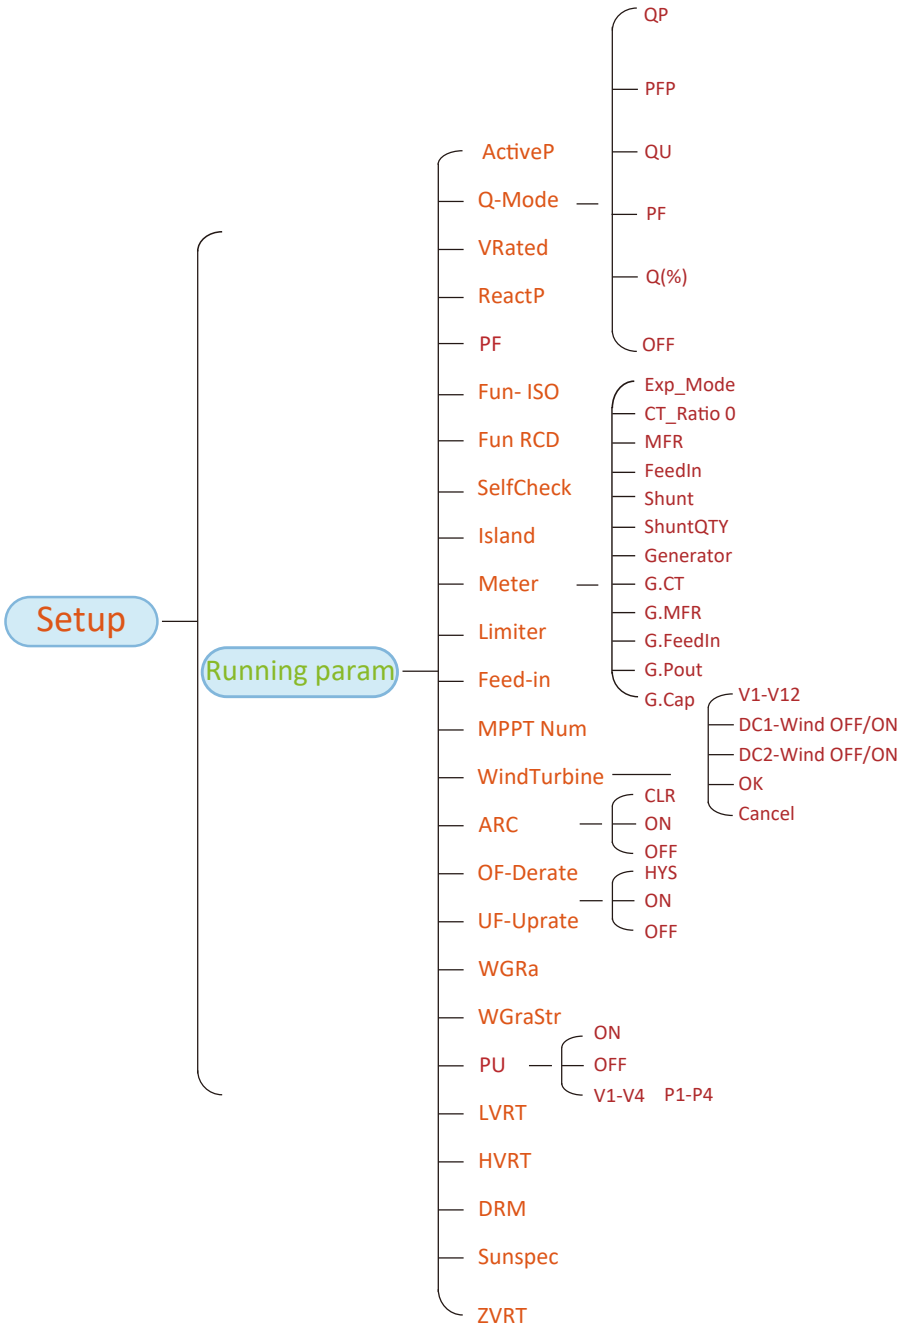 Setup
Running param
ActiveP
Q-Mode
QP
PFP
QU
PF
Q(%)
OFF
VRated
ReactP
PF
Fun- ISO
Fun RCD
SelfCheck
Island
Meter
Exp_Mode
CT_Ratio 0
MFR
FeedIn
Shunt
ShuntQTY
Generator
G.CT
G.MFR
G.FeedIn
G.Pout
G.Cap
Limiter
Feed-in
MPPT Num
WindTurbine
V1-V12
DC1-Wind OFF/ON
DC2-Wind OFF/ON
OK
Cancel
ARC
CLR
ON
OFF
OF-Derate
UF-Uprate
HYS
ON
OFF
WGRa
WGraStr
PU
ON
OFF
V1-V4 P1-P4
LVRT
HVRT
DRM
Sunspec
ZVRT